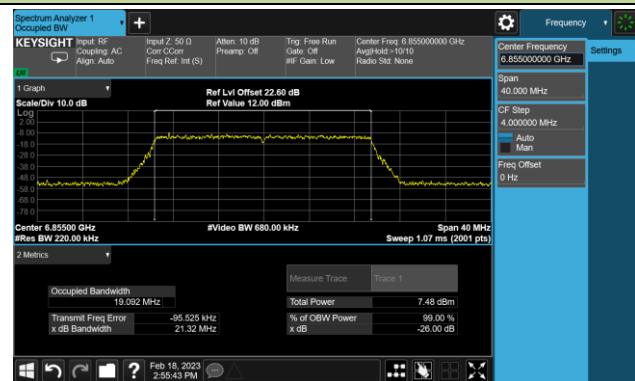 Spectrum Analyzer 1
Occupied BW
+
Frequency
KEYSIGHT
Input: RF
Coupling: AC
Align: Auto
Input Z: 50 Ω
Corr CCorr
Freq Ref: Int (S)
Atten: 10 dB
Preamp: Off
Trig: Free Run
Gate: Off
#IF Gain: Low
Center Freq: 6.855000000 GHz
Avg|Hold:>10/10
Radio Std: None
Center Frequency
6.855000000 GHz
Settings
Span
40.000 MHz
CF Step
4.000000 MHz
Auto
Man
Freq Offset
0 Hz
1 Graph
Scale/Div 10.0 dB
Ref Lvl Offset 22.60 dB
Ref Value 12.00 dBm
Log
2.00
-8.00
-18.0
-28.0
-38.0
-48.0
-58.0
-68.0
-78.0
Center 6.85500 GHz
#Video BW 680.00 kHz
Span 40 MHz
#Res BW 220.00 kHz
Sweep 1.07 ms (2001 pts)
2 Metrics
Measure Trace
Trace 1
Occupied Bandwidth
19.092 MHz
Total Power
7.48 dBm
Transmit Freq Error
-95.525 kHz
% of OBW Power
99.00 %
x dB Bandwidth
21.32 MHz
x dB
-26.00 dB
?
Feb 18, 2023
2:55:43 PM